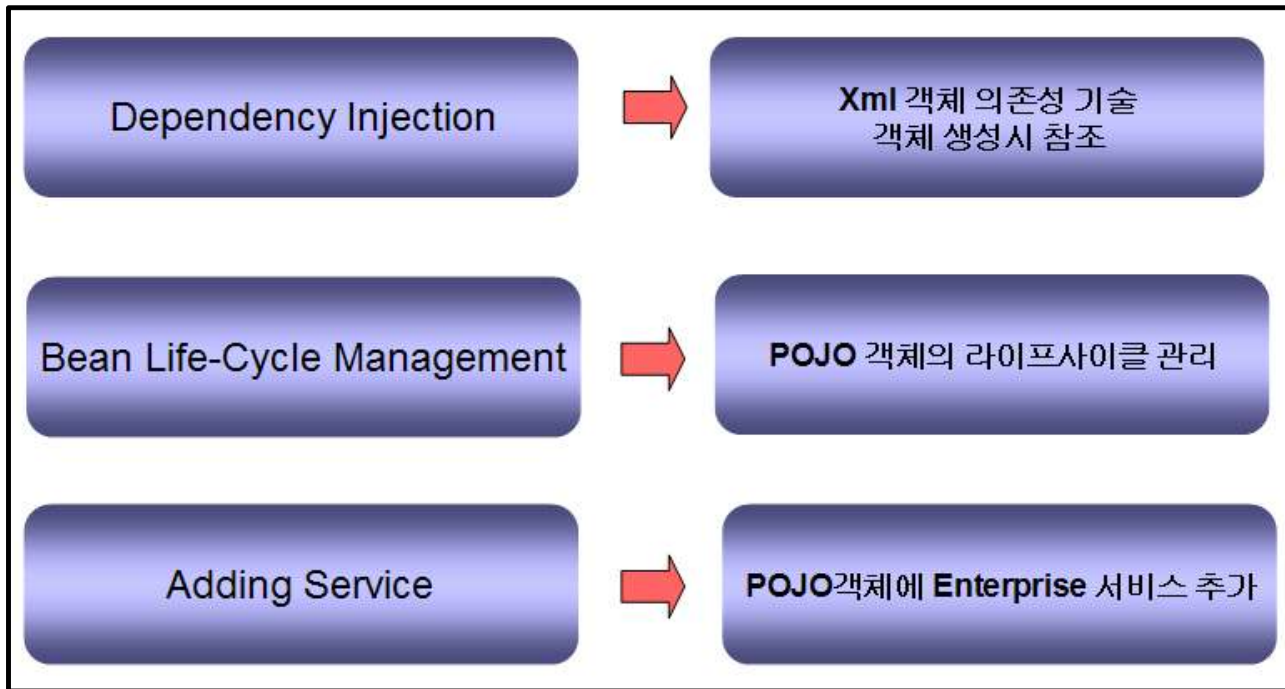 Dependency Injection
Xml 객체 의존성 기술
객체 생성시 참조
Bean Life-Cycle Management
POJO 객체의 라이프사이클 관리
Adding Service
POJO객체에 Enterprise 서비스 추가